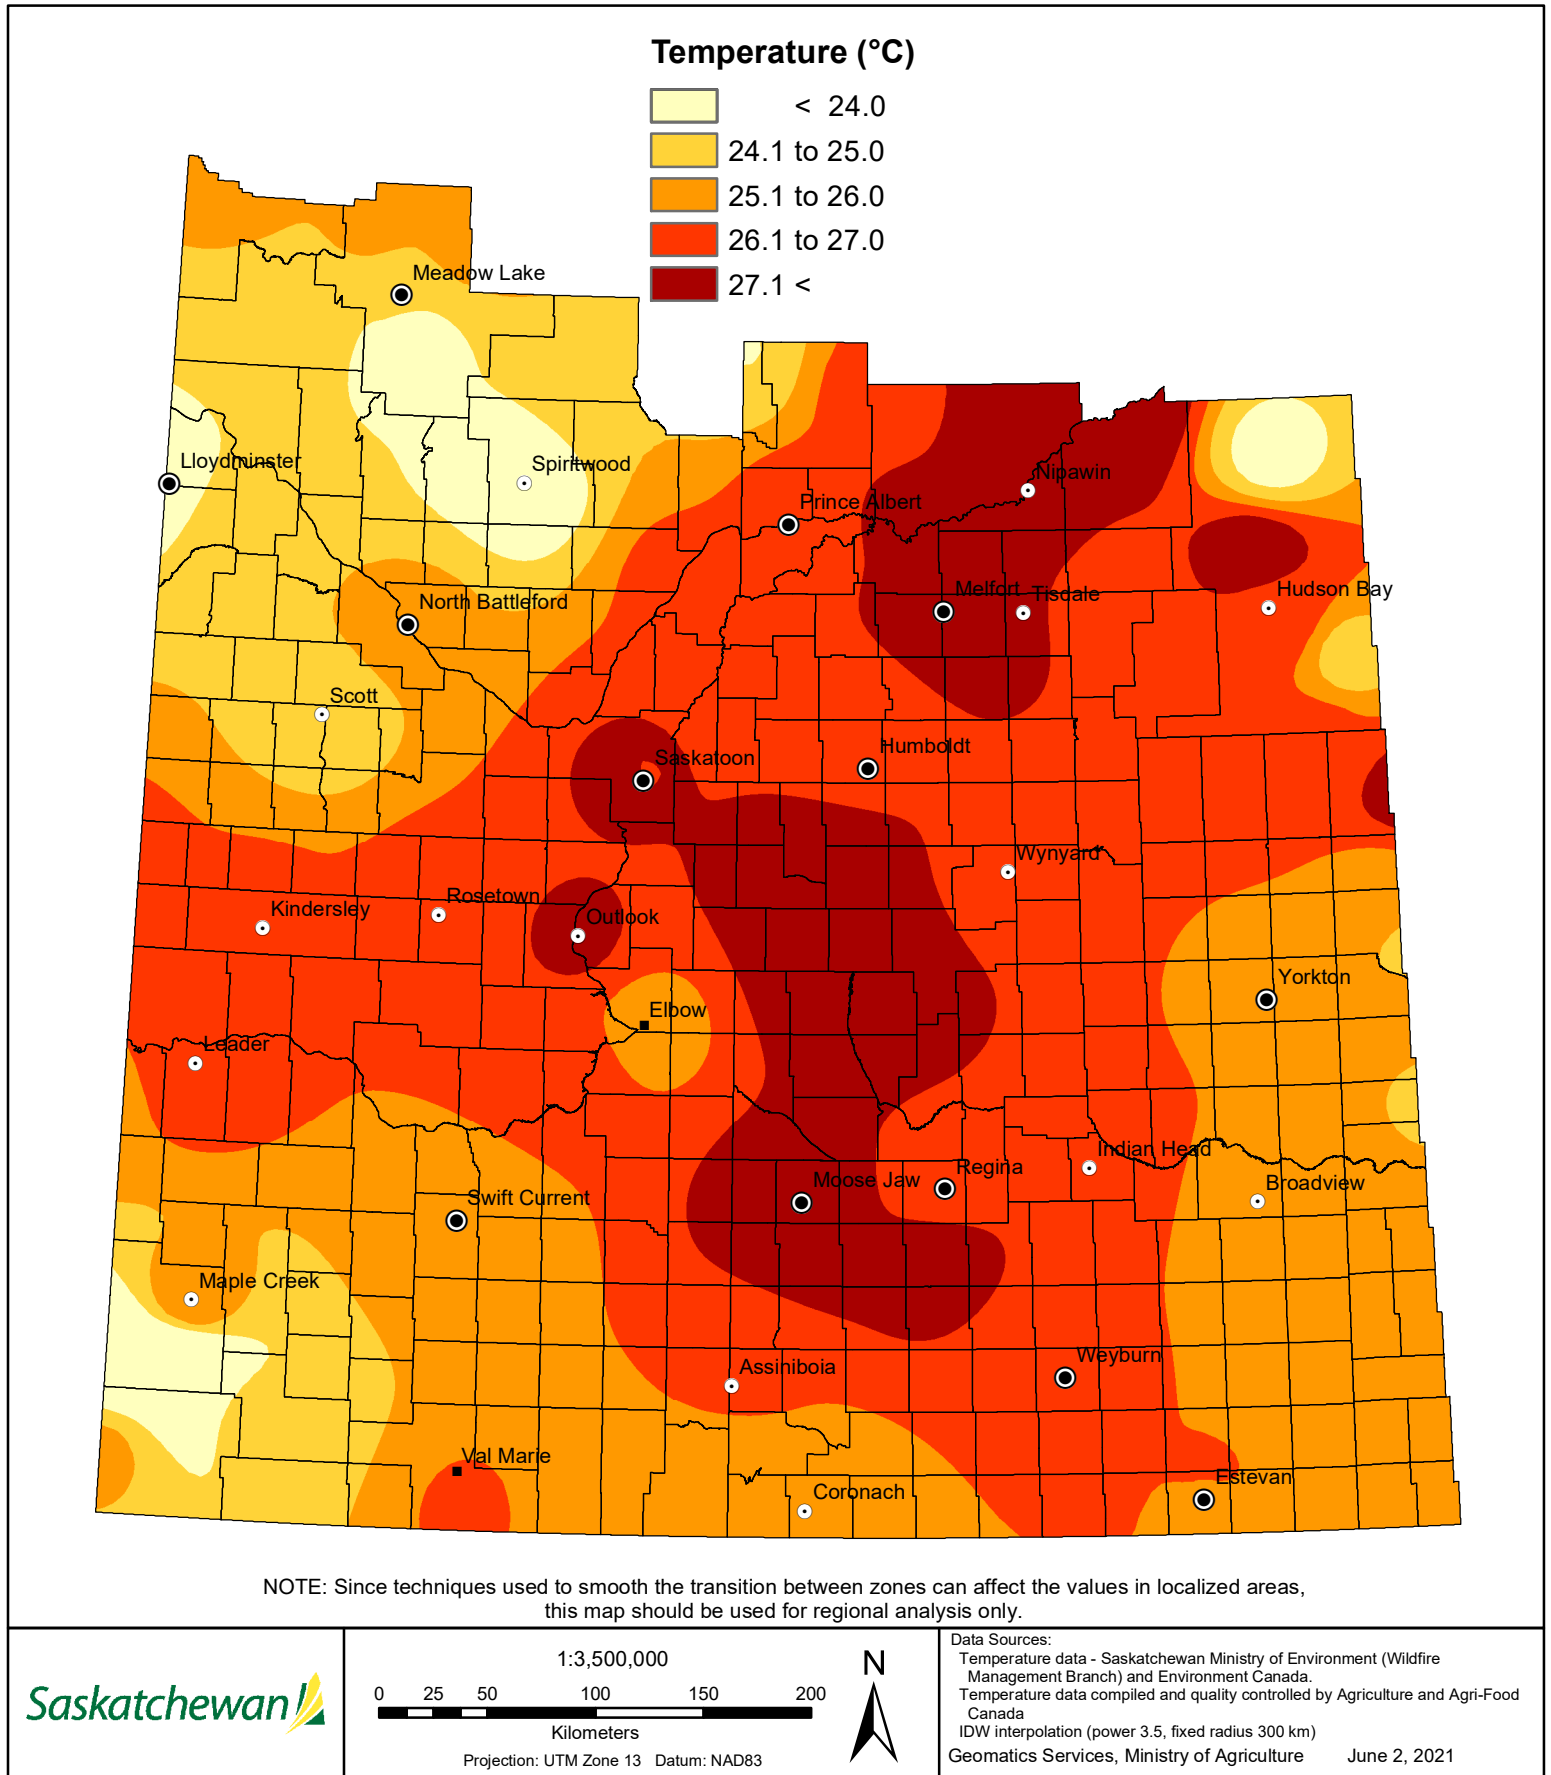 Temperature (°C)
< 24.0
24.1 to 25.0
25.1 to 26.0
26.1 to 27.0
27.1 <
Meadow Lake
Lloydminster
Spiritwood
Nipawin
Prince Albert
North Battleford
Melfort
Tisdale
Hudson Bay
Scott
Saskatoon
Humboldt
Wynyard
Rosetown
Kindersley
Outlook
Yorkton
Elbow
Leader
Indian Head
Regina
Moose Jaw
Broadview
Swift Current
Maple Creek
Weyburn
Assiniboia
Val Marie
Estevan
Coronach
NOTE: Since techniques used to smooth the transition between zones can affect the values in localized areas,
this map should be used for regional analysis only.
Saskatchewan
1:3,500,000
0 25 50 100 150 200
Kilometers
Projection: UTM Zone 13 Datum: NAD83
N
Data Sources:
Temperature data - Saskatchewan Ministry of Environment (Wildfire
Management Branch) and Environment Canada.
Temperature data compiled and quality controlled by Agriculture and Agri-Food
Canada
IDW interpolation (power 3.5, fixed radius 300 km)
Geomatics Services, Ministry of Agriculture June 2, 2021